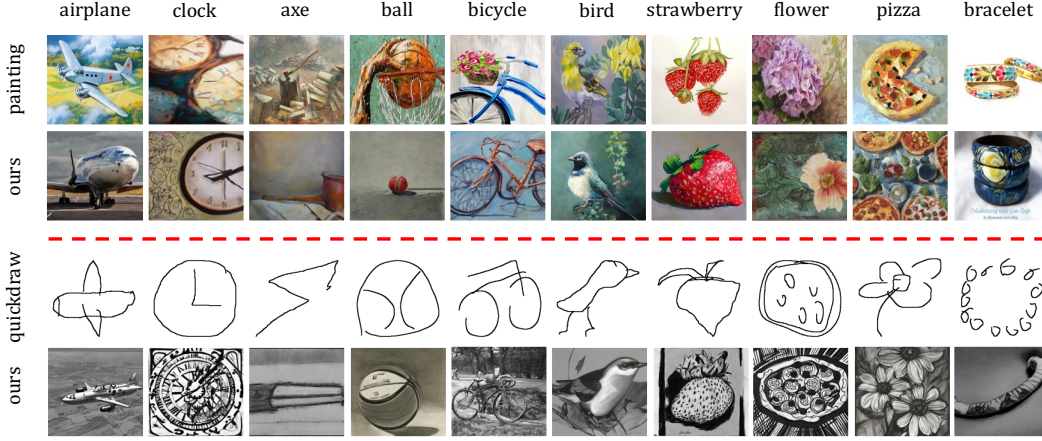 airplane clock axe ball bicycle bird strawberry flower pizza bracelet
painting
ours
quickdraw
ours